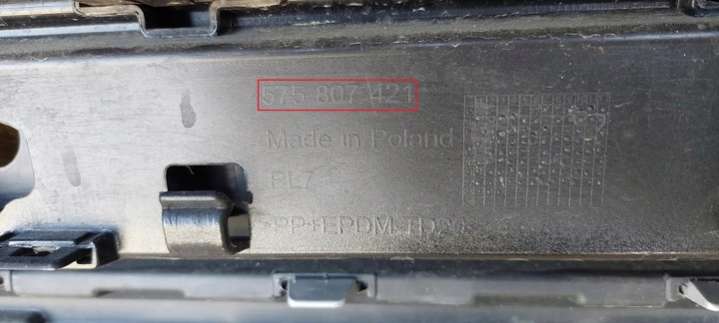 575 807 421
Made in Poland
PL7
>PP+EPDM-TD20